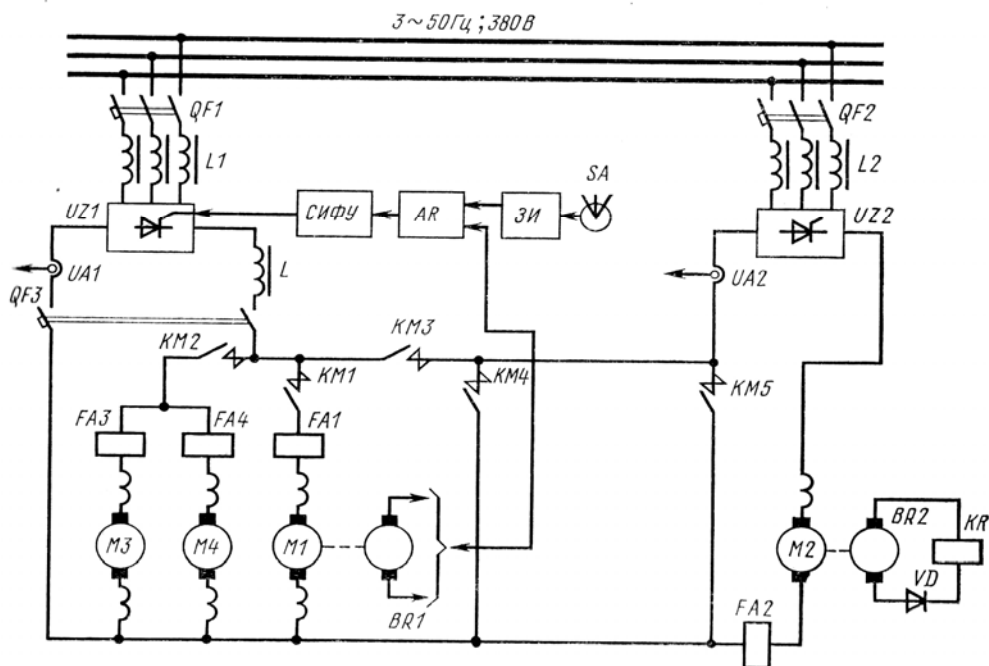 3~50Гц; 380В
QF1
QF2
L1
L2
SA
UZ1
СИФУ
AR
ЗИ
UZ2
UA1
L
UA2
QF3
KM2
KM3
KM1
KM4
KM5
FA3
FA4
FA1
M3
M4
M1
BR1
M2
BR2
KR
VD
FA2